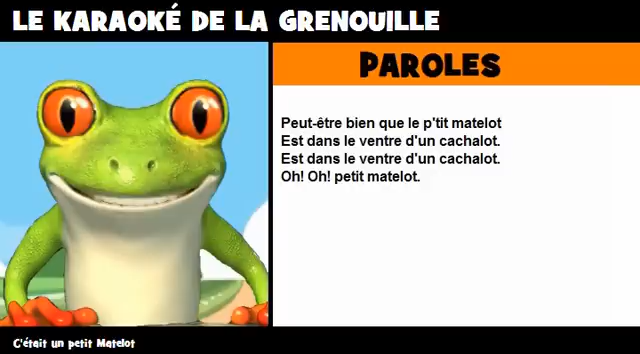 LE KARAOKÉ DE LA GRENOUILLE
PAROLES
Peut-être bien que le p'tit matelot
Est dans le ventre d'un cachalot.
Est dans le ventre d'un cachalot.
Oh! Oh! petit matelot.
C'était un petit Matelot